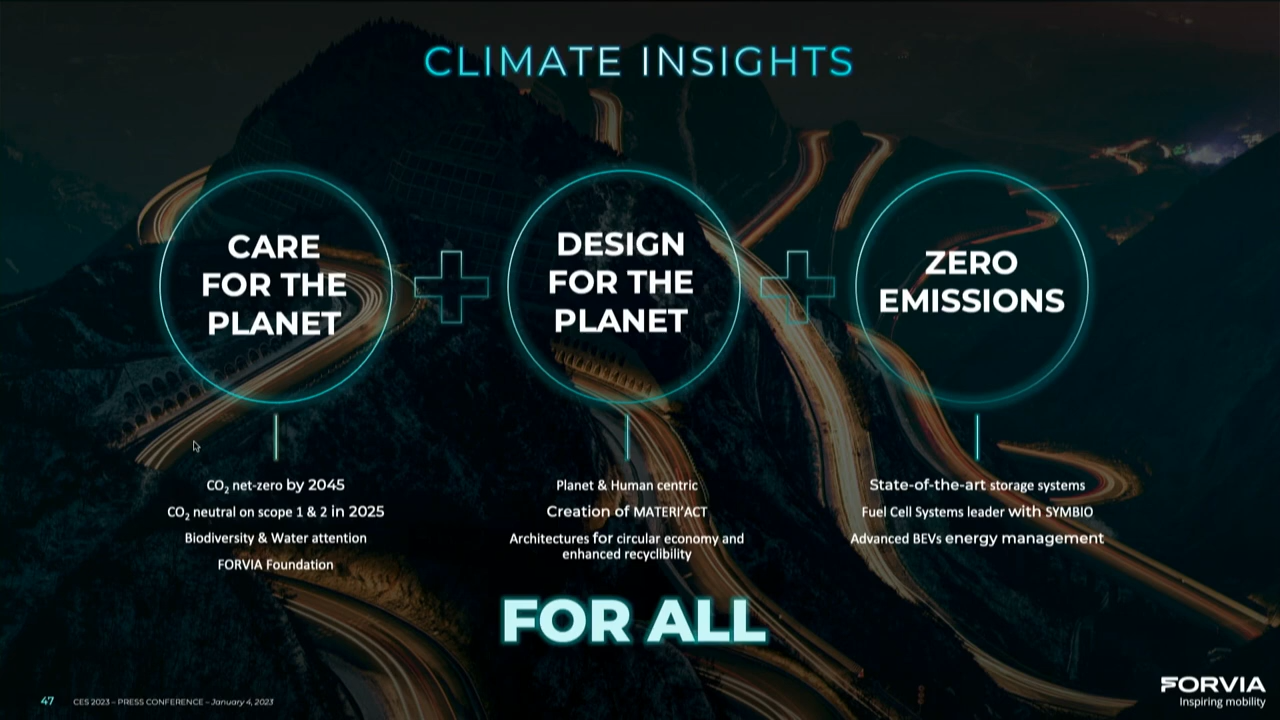 CLIMATE INSIGHTS
CARE
FOR THE
PLANET
DESIGN
FOR THE
PLANET
ZERO
EMISSIONS
CO₂ net-zero by 2045
CO₂ neutral on scope 1 & 2 in 2025
Biodiversity & Water attention
FORVIA Foundation
Planet & Human centric
Creation of MATERI'ACT
Architectures for circular economy and
enhanced recyclibility
State-of-the-art storage systems
Fuel Cell Systems leader with SYMBIO
Advanced BEVs energy management
FOR ALL
47 CES 2023 – PRESS CONFERENCE – January 4, 2023
FORVIA
Inspiring mobility